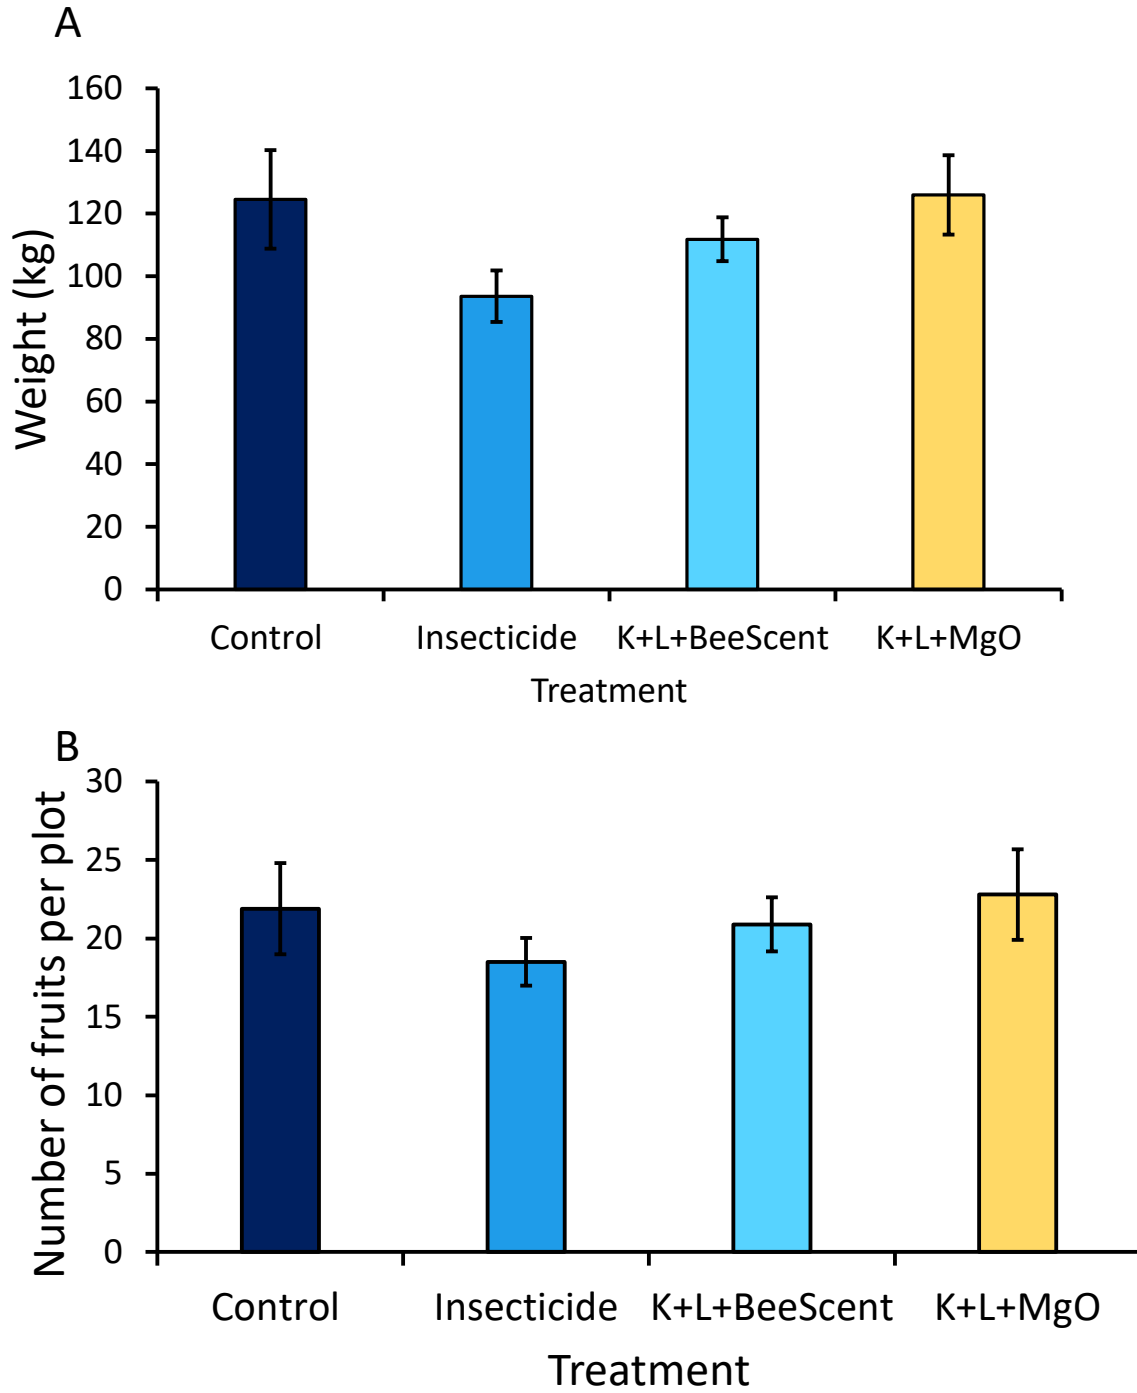 A
160
140
120
100
80
60
40
20
0
Weight (kg)
Control Insecticide K+L+BeeScent K+L+MgO
Treatment
B
30
25
20
15
10
5
0
Number of fruits per plot
Control Insecticide K+L+BeeScent K+L+MgO
Treatment